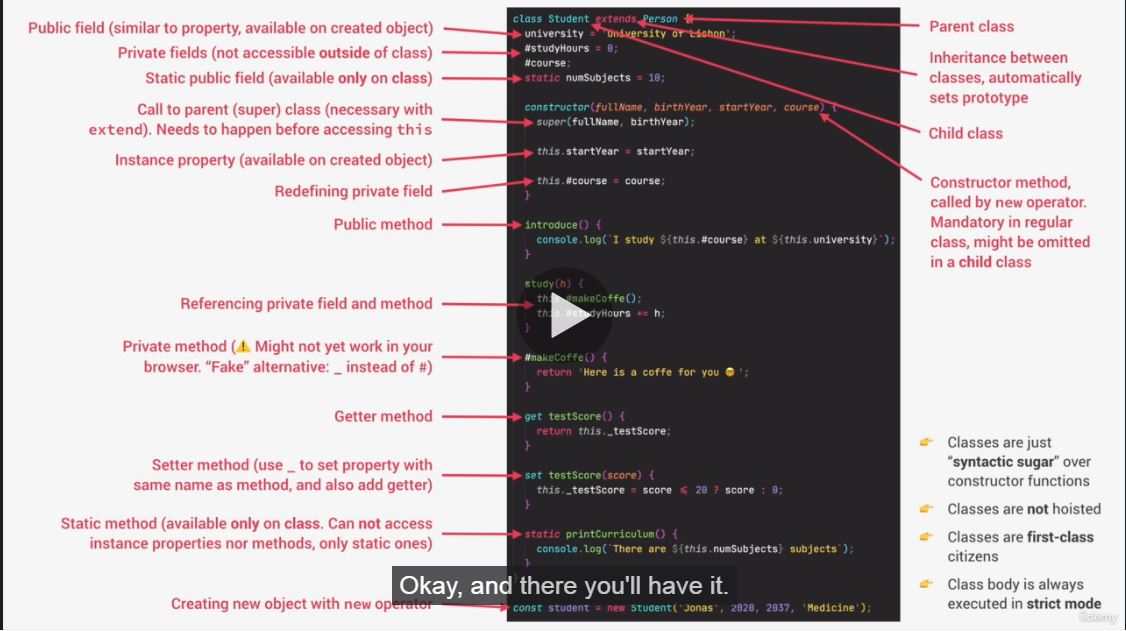 Public field (similar to property, available on created object)
Private fields (not accessible outside of class)
Static public field (available only on class)
Call to parent (super) class (necessary with
extend). Needs to happen before accessing this
Instance property (available on created object)
Redefining private field
Public method
Referencing private field and method
Private method (⚠️ Might not yet work in your
browser. “Fake” alternative: _ instead of #)
Getter method
Setter method (use _ to set property with
same name as method, and also add getter)
Static method (available only on class. Can not access
instance properties nor methods, only static ones)
Creating new object with new operator
class Student extends Person {
university = 'University of Lisbon';
#studyHours = 0;
#course;
static numSubjects = 10;
constructor(fullName, birthYear, startYear, course) {
super(fullName, birthYear);
this.startYear = startYear;
this.#course = course;
}
introduce() {
console.log(`I study ${this.#course} at ${this.university}`);
}
study(h) {
this.#makeCoffe();
this.#studyHours += h;
}
#makeCoffe() {
return 'Here is a coffe for you ☕';
}
get testScore() {
return this._testScore;
}
set testScore(score) {
this._testScore = score ≤ 20 ? score : 0;
}
static printCurriculum() {
console.log(`There are ${this.numSubjects} subjects`);
}
}
const student = new Student('Jonas', 2020, 2037, 'Medicine');
Parent class
Inheritance between
classes, automatically
sets prototype
Child class
Constructor method,
called by new operator.
Mandatory in regular
class, might be omitted
in a child class
👉 Classes are just
“syntactic sugar” over
constructor functions
👉 Classes are not hoisted
👉 Classes are first-class
citizens
👉 Class body is always
executed in strict mode
Okay, and there you'll have it.
Udemy